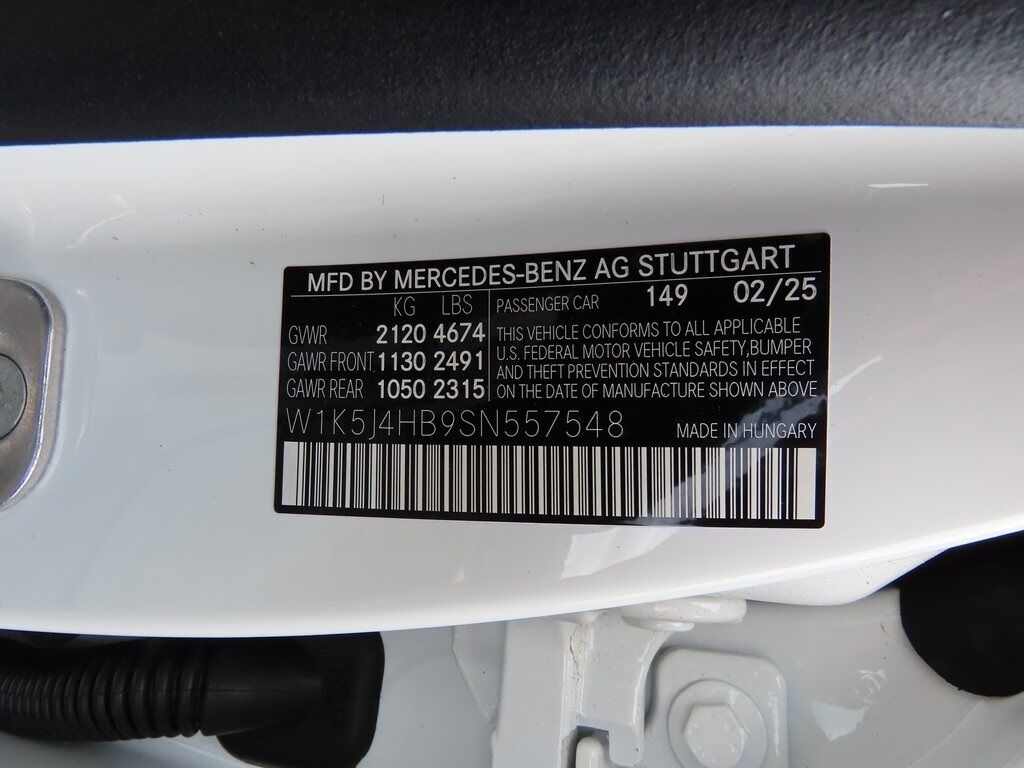 MFD BY MERCEDES-BENZ AG STUTTGART
KG LBS
PASSENGER CAR 149 02/25
GVWR 2120 4674
GAWR FRONT 1130 2491
GAWR REAR 1050 2315
THIS VEHICLE CONFORMS TO ALL APPLICABLE
U.S. FEDERAL MOTOR VEHICLE SAFETY,BUMPER
AND THEFT PREVENTION STANDARDS IN EFFECT
ON THE DATE OF MANUFACTURE SHOWN ABOVE
W1K5J4HB9SN557548
MADE IN HUNGARY